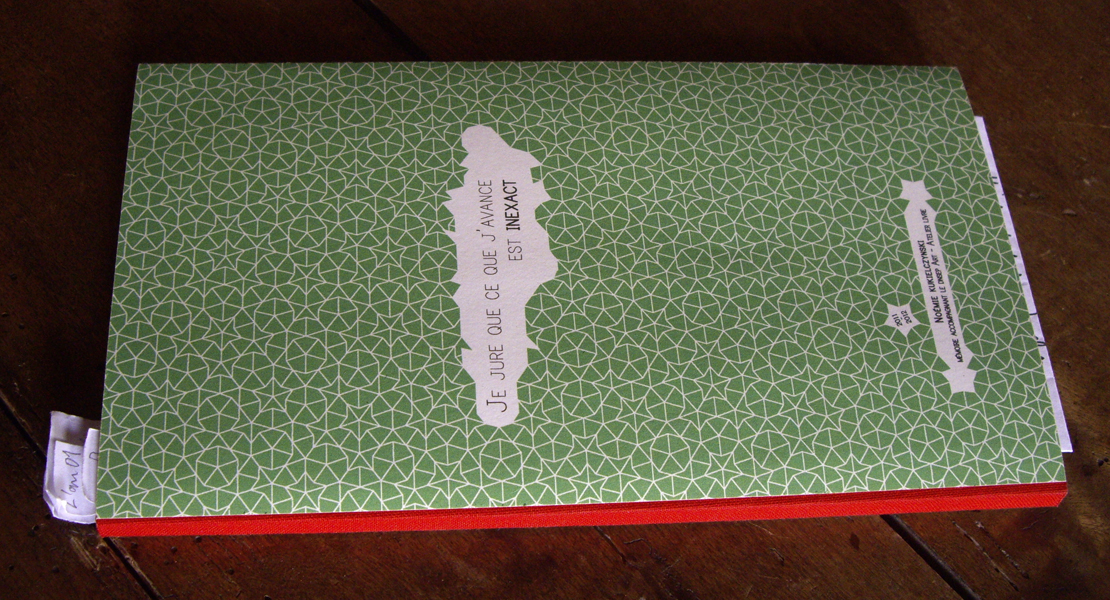 JE JURE QUE CE QUE J'AVANCE
EST INEXACT
2011
2012
NOÉMIE KUKIELCZYNSKI
MÉMOIRE ACCOMPAGNANT LE DNSEP ART - ATELIER LIVRE